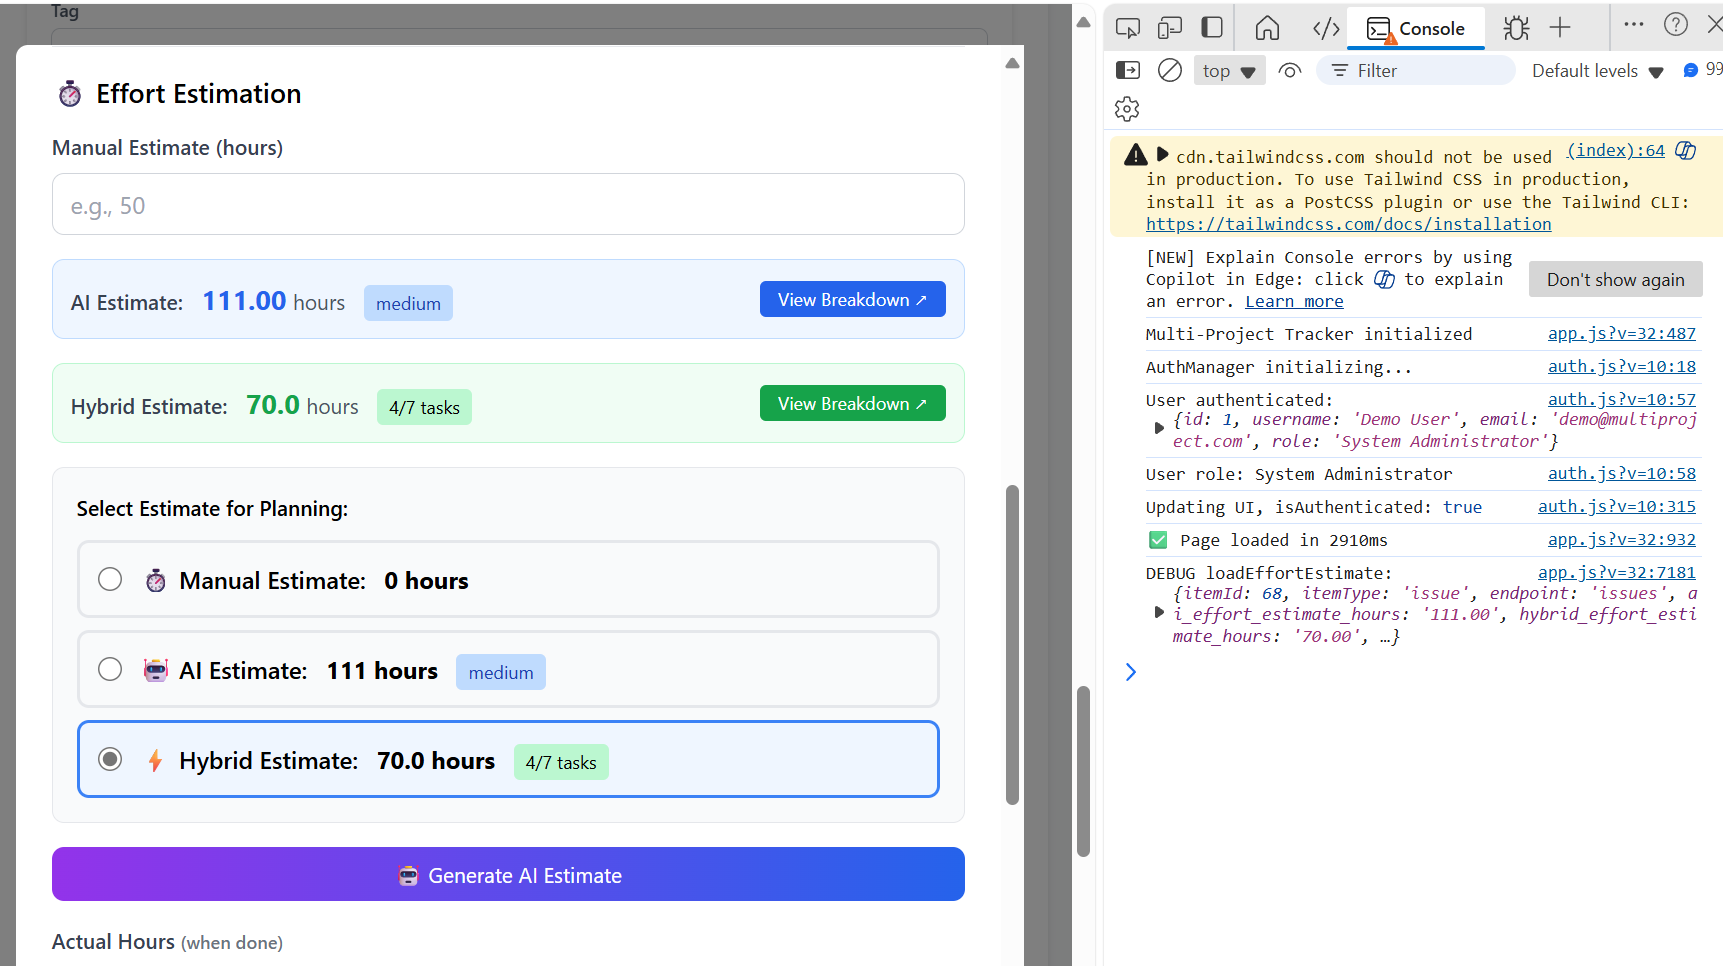 Tag
Effort Estimation
Manual Estimate (hours)
e.g., 50
AI Estimate: 111.00 hours medium View Breakdown ↗
Hybrid Estimate: 70.0 hours 4/7 tasks View Breakdown ↗
Select Estimate for Planning:
Manual Estimate: 0 hours
AI Estimate: 111 hours medium
Hybrid Estimate: 70.0 hours 4/7 tasks
Generate AI Estimate
Actual Hours (when done)
Console
top Filter Default levels 99
cdn.tailwindcss.com should not be used (index):64
in production. To use Tailwind CSS in production,
install it as a PostCSS plugin or use the Tailwind CLI:
https://tailwindcss.com/docs/installation
[NEW] Explain Console errors by using
Copilot in Edge: click to explain
an error. Learn more
Don't show again
Multi-Project Tracker initialized app.js?v=32:487
AuthManager initializing... auth.js?v=10:18
User authenticated: auth.js?v=10:57
{id: 1, username: 'Demo User', email: 'demo@multiproj
ect.com', role: 'System Administrator'}
User role: System Administrator auth.js?v=10:58
Updating UI, isAuthenticated: true auth.js?v=10:315
Page loaded in 2910ms app.js?v=32:932
DEBUG loadEffortEstimate: app.js?v=32:7181
{itemId: 68, itemType: 'issue', endpoint: 'issues', a
i_effort_estimate_hours: '111.00', hybrid_effort_esti
mate_hours: '70.00', …}